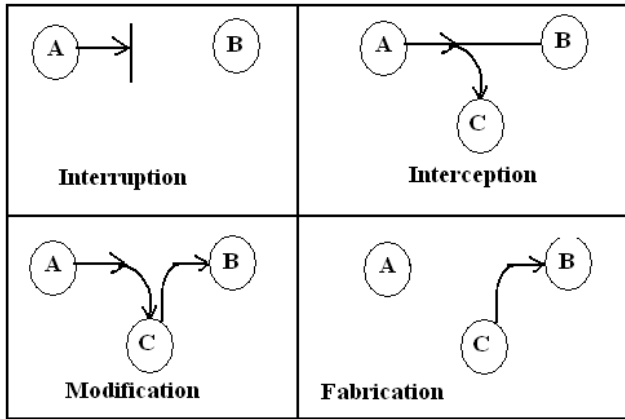 A B
Interruption
A B
C
Interception
A B
C
Modification
A B
C
Fabrication